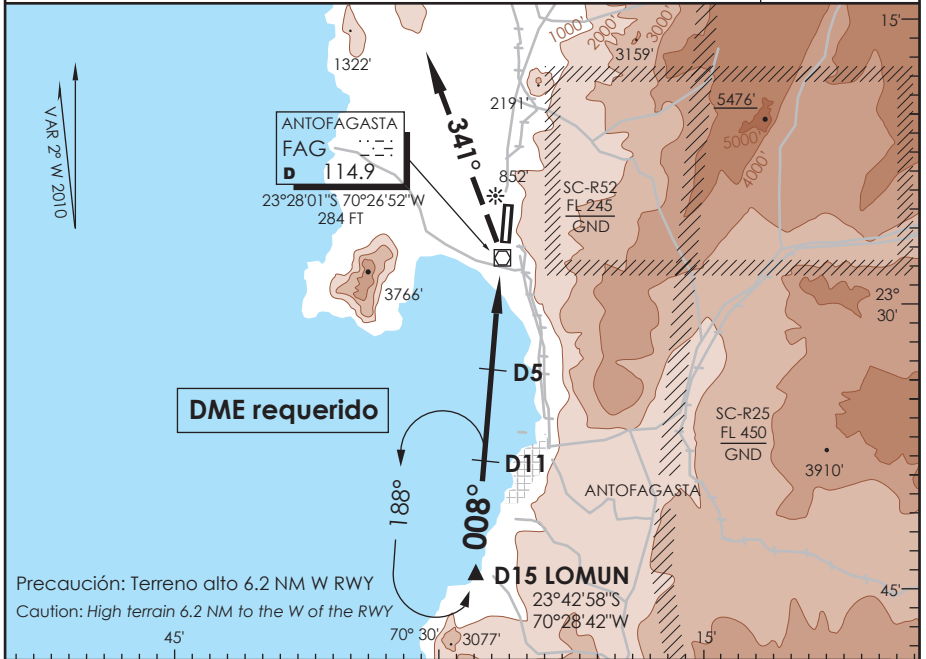 15'
1000'
2000'
3000'
3159'
1322'
VAR 2° W 2010
ANTOFAGASTA
FAG
D 114.9
23°28'01"S 70°26'52"W
284 FT
341°
2191'
852'
5476'
5000'
4000'
SC-R52
FL 245
GND
3766'
23°
30'
D5
DME requerido
SC-R25
FL 450
GND
3910'
D11
ANTOFAGASTA
188°
008°
D15 LOMUN
23°42'58"S
70°28'42"W
Precaución: Terreno alto 6.2 NM W RWY
Caution: High terrain 6.2 NM to the W of the RWY
45'
45'
70° 30'
3077'
15'